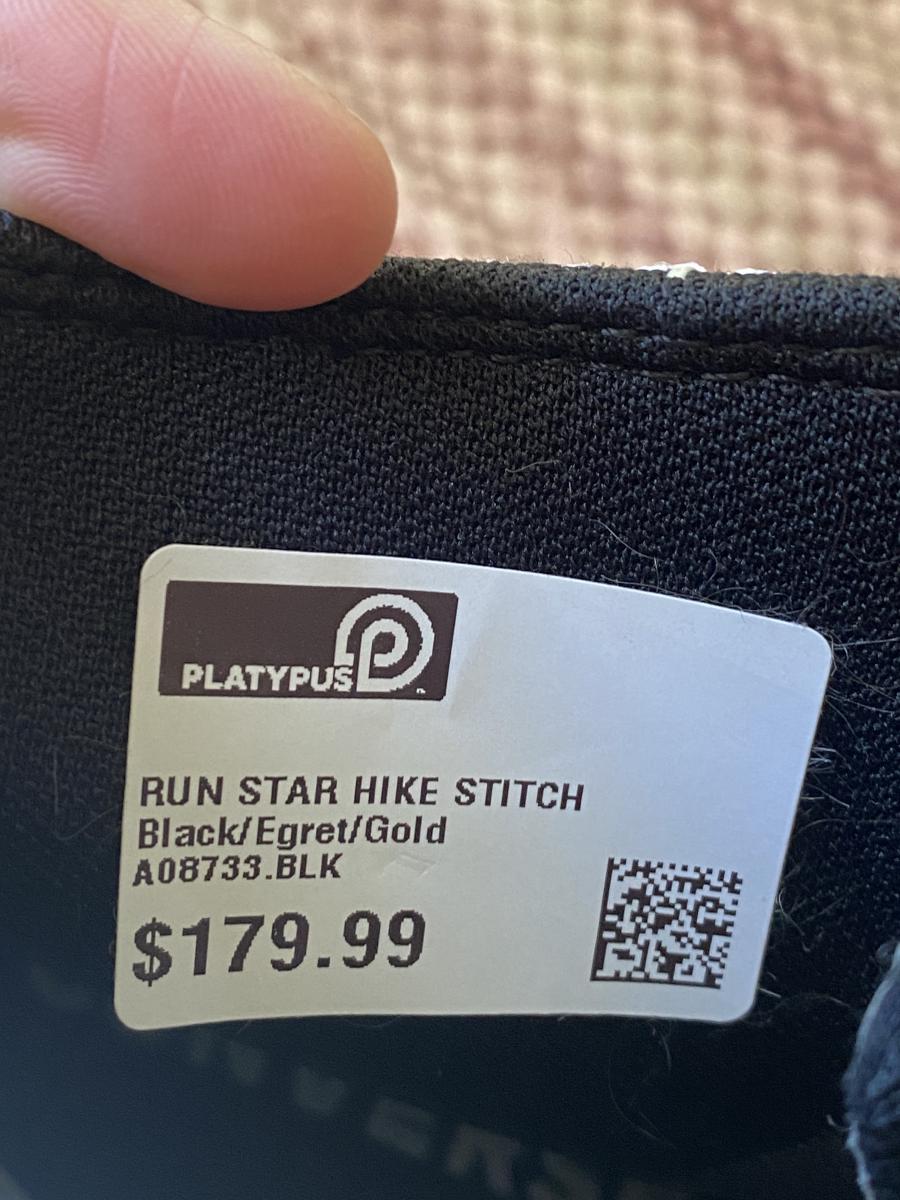 PLATYPUS
RUN STAR HIKE STITCH
Black/Egret/Gold
A08733.BLK
$179.99